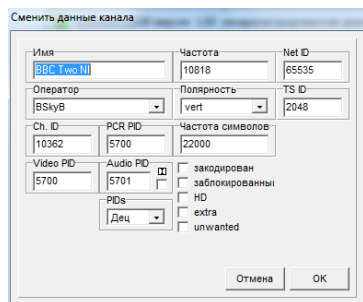 Сменить данные канала
Имя Частота Net ID
BBC Two NI 10818 65535
Оператор Полярность TS ID
BSkyB vert 2048
Ch. ID PCR PID Частота символов
10362 5700 22000
Video PID Audio PID
5700 5701
закодирован
заблокированны
HD
extra
unwanted
PIDs
Дец
Отмена OK